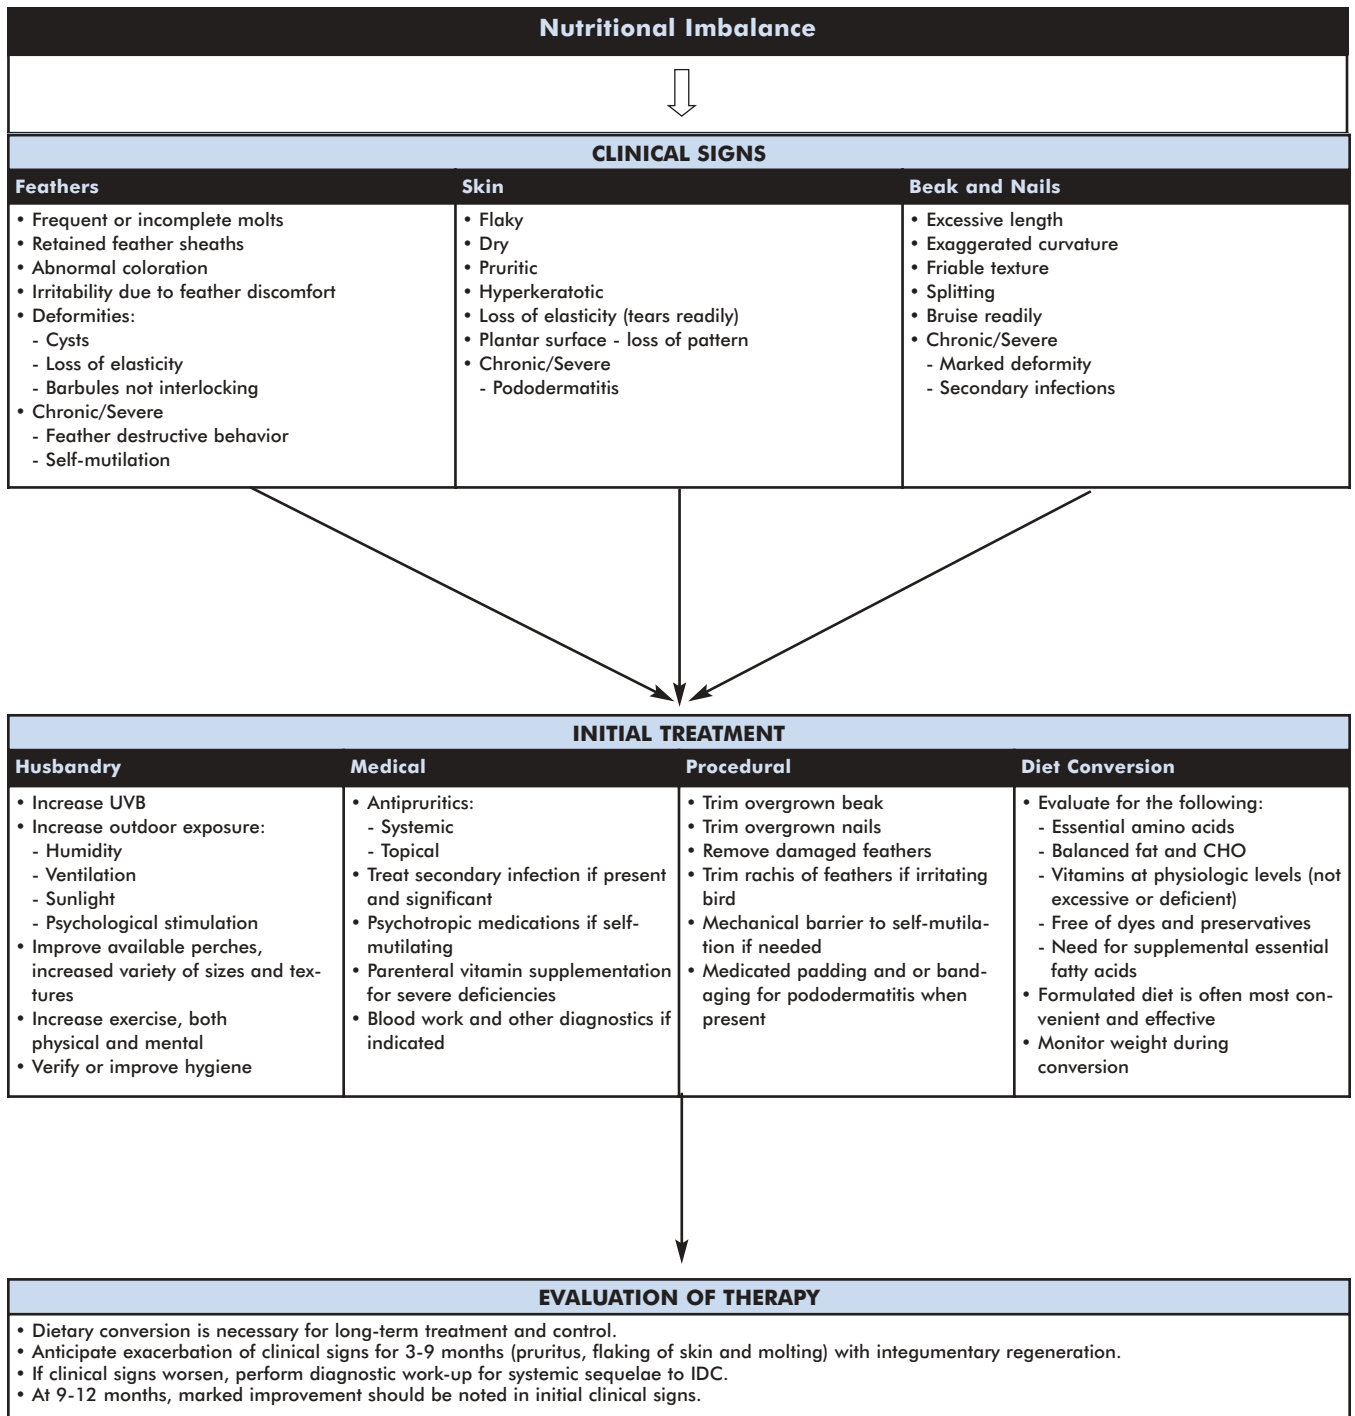 Nutritional Imbalance
CLINICAL SIGNS
Feathers
• Frequent or incomplete molts
• Retained feather sheaths
• Abnormal coloration
• Irritability due to feather discomfort
• Deformities:
- Cysts
- Loss of elasticity
- Barbules not interlocking
• Chronic/Severe
- Feather destructive behavior
- Self-mutilation
Skin
• Flaky
• Dry
• Pruritic
• Hyperkeratotic
• Loss of elasticity (tears readily)
• Plantar surface - loss of pattern
• Chronic/Severe
- Pododermatitis
Beak and Nails
• Excessive length
• Exaggerated curvature
• Friable texture
• Splitting
• Bruise readily
• Chronic/Severe
- Marked deformity
- Secondary infections
INITIAL TREATMENT
Husbandry
• Increase UVB
• Increase outdoor exposure:
- Humidity
- Ventilation
- Sunlight
- Psychological stimulation
• Improve available perches,
increased variety of sizes and tex-
tures
• Increase exercise, both
physical and mental
• Verify or improve hygiene
Medical
• Antipruritics:
- Systemic
- Topical
• Treat secondary infection if present
and significant
• Psychotropic medications if self-
mutilating
• Parenteral vitamin supplementation
for severe deficiencies
• Blood work and other diagnostics if
indicated
Procedural
• Trim overgrown beak
• Trim overgrown nails
• Remove damaged feathers
• Trim rachis of feathers if irritating
bird
• Mechanical barrier to self-mutila-
tion if needed
• Medicated padding and or band-
aging for pododermatitis when
present
Diet Conversion
• Evaluate for the following:
- Essential amino acids
- Balanced fat and CHO
- Vitamins at physiologic levels (not
excessive or deficient)
- Free of dyes and preservatives
- Need for supplemental essential
fatty acids
• Formulated diet is often most con-
venient and effective
• Monitor weight during
conversion
EVALUATION OF THERAPY
• Dietary conversion is necessary for long-term treatment and control.
• Anticipate exacerbation of clinical signs for 3-9 months (pruritus, flaking of skin and molting) with integumentary regeneration.
• If clinical signs worsen, perform diagnostic work-up for systemic sequelae to IDC.
• At 9-12 months, marked improvement should be noted in initial clinical signs.